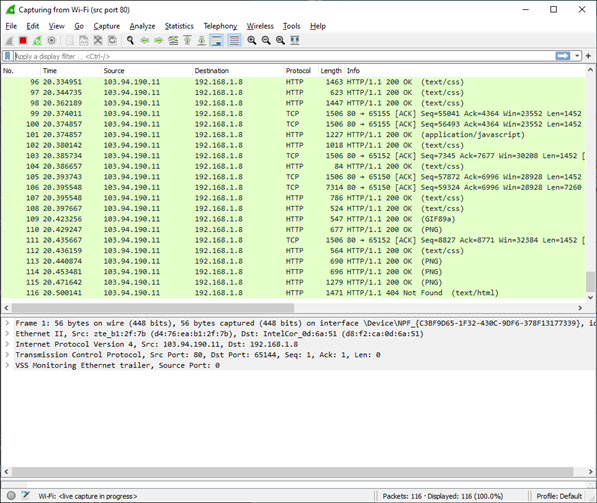 Capturing from Wi-Fi (src port 80)
File Edit View Go Capture Analyze Statistics Telephony Wireless Tools Help
Apply a display filter ... <Ctrl-/>
No. Time Source Destination Protocol Length Info
96 20.334951 103.94.190.11 192.168.1.8 HTTP 1463 HTTP/1.1 200 OK (text/css)
97 20.344735 103.94.190.11 192.168.1.8 HTTP 623 HTTP/1.1 200 OK (text/css)
98 20.362189 103.94.190.11 192.168.1.8 HTTP 1447 HTTP/1.1 200 OK (text/css)
99 20.374011 103.94.190.11 192.168.1.8 TCP 1506 80 → 65155 [ACK] Seq=55041 Ack=4364 Win=23552 Len=1452
100 20.374857 103.94.190.11 192.168.1.8 TCP 1506 80 → 65155 [ACK] Seq=56493 Ack=4364 Win=23552 Len=1452
101 20.374857 103.94.190.11 192.168.1.8 HTTP 1227 HTTP/1.1 200 OK (application/javascript)
102 20.380142 103.94.190.11 192.168.1.8 HTTP 1018 HTTP/1.1 200 OK (text/css)
103 20.385734 103.94.190.11 192.168.1.8 TCP 1506 80 → 65152 [ACK] Seq=7345 Ack=7677 Win=30208 Len=1452 [
104 20.386657 103.94.190.11 192.168.1.8 HTTP 84 HTTP/1.1 200 OK (text/css)
105 20.393743 103.94.190.11 192.168.1.8 TCP 1506 80 → 65150 [ACK] Seq=57872 Ack=6996 Win=28928 Len=1452
106 20.395548 103.94.190.11 192.168.1.8 TCP 7314 80 → 65150 [ACK] Seq=59324 Ack=6996 Win=28928 Len=7260
107 20.395548 103.94.190.11 192.168.1.8 HTTP 786 HTTP/1.1 200 OK (text/css)
108 20.397667 103.94.190.11 192.168.1.8 HTTP 524 HTTP/1.1 200 OK (text/css)
109 20.423256 103.94.190.11 192.168.1.8 HTTP 547 HTTP/1.1 200 OK (GIF89a)
110 20.429247 103.94.190.11 192.168.1.8 HTTP 677 HTTP/1.1 200 OK (PNG)
111 20.435667 103.94.190.11 192.168.1.8 TCP 1506 80 → 65152 [ACK] Seq=8827 Ack=8771 Win=32384 Len=1452 [
112 20.436159 103.94.190.11 192.168.1.8 HTTP 564 HTTP/1.1 200 OK (text/css)
113 20.440874 103.94.190.11 192.168.1.8 HTTP 690 HTTP/1.1 200 OK (PNG)
114 20.453481 103.94.190.11 192.168.1.8 HTTP 696 HTTP/1.1 200 OK (PNG)
115 20.471642 103.94.190.11 192.168.1.8 HTTP 1279 HTTP/1.1 200 OK (PNG)
116 20.500141 103.94.190.11 192.168.1.8 HTTP 1471 HTTP/1.1 404 Not Found (text/html)
Frame 1: 56 bytes on wire (448 bits), 56 bytes captured (448 bits) on interface \Device\NPF_{C3BF9D65-1F32-430C-9DF6-378F13177339}, id
Ethernet II, Src: zte_b1:2f:7b (d4:76:ea:b1:2f:7b), Dst: IntelCor_0d:6a:51 (d8:f2:ca:0d:6a:51)
Internet Protocol Version 4, Src: 103.94.190.11, Dst: 192.168.1.8
Transmission Control Protocol, Src Port: 80, Dst Port: 65144, Seq: 1, Ack: 1, Len: 0
VSS Monitoring Ethernet trailer, Source Port: 0
Wi-Fi: <live capture in progress> Packets: 116 · Displayed: 116 (100.0%) Profile: Default